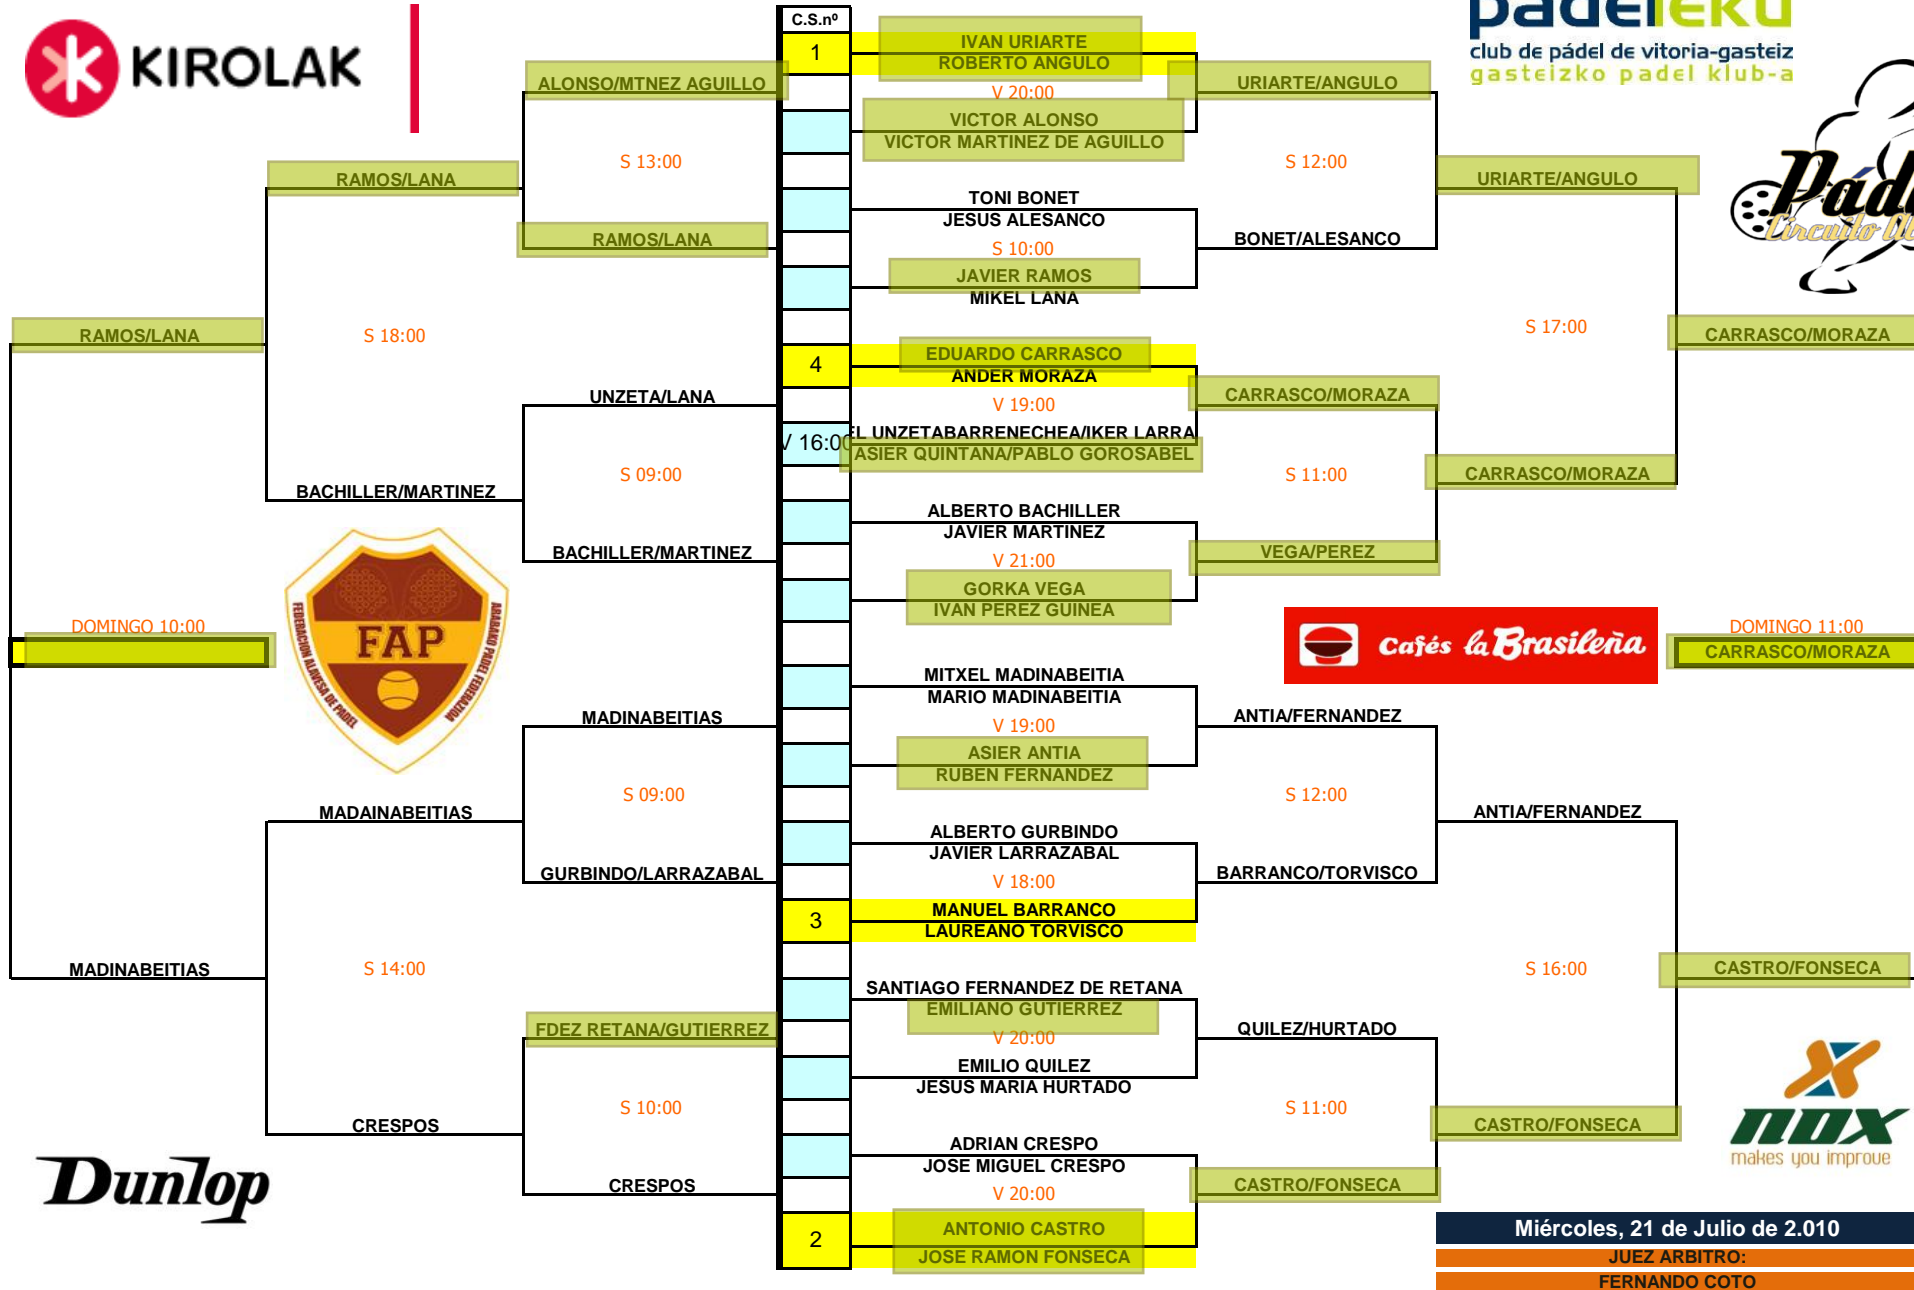 KIROLAK
C.S.nº
padeleku
club de pádel de vitoria-gasteiz
gasteizko padel klub-a
1
IVAN URIARTE
ROBERTO ANGULO
V 20:00
VICTOR ALONSO
VICTOR MARTINEZ DE AGUILLO
ALONSO/MTNEZ AGUILLO
URIARTE/ANGULO
S 13:00
S 12:00
RAMOS/LANA
URIARTE/ANGULO
TONI BONET
JESUS ALESANCO
S 10:00
JAVIER RAMOS
MIKEL LANA
RAMOS/LANA
BONET/ALESANCO
RAMOS/LANA
S 18:00
S 17:00
CARRASCO/MORAZA
4
EDUARDO CARRASCO
ANDER MORAZA
V 19:00
UNZETA/LANA
CARRASCO/MORAZA
V 16:00
EL UNZETABARRENECHEA/IKER LARRA
ASIER QUINTANA/PABLO GOROSABEL
S 09:00
S 11:00
BACHILLER/MARTINEZ
CARRASCO/MORAZA
ALBERTO BACHILLER
JAVIER MARTINEZ
V 21:00
GORKA VEGA
IVAN PEREZ GUINEA
BACHILLER/MARTINEZ
VEGA/PEREZ
FAP
FEDERACION ALAVESA DE PADEL
ARABAKO PADEL FEDERAZIOA
DOMINGO 10:00
Cafés la Brasileña
DOMINGO 11:00
CARRASCO/MORAZA
MITXEL MADINABEITIA
MARIO MADINABEITIA
V 19:00
ASIER ANTIA
RUBEN FERNANDEZ
MADINABEITIAS
ANTIA/FERNANDEZ
S 09:00
S 12:00
MADAINABEITIAS
ANTIA/FERNANDEZ
ALBERTO GURBINDO
JAVIER LARRAZABAL
V 18:00
3
MANUEL BARRANCO
LAUREANO TORVISCO
GURBINDO/LARRAZABAL
BARRANCO/TORVISCO
MADINABEITIAS
S 14:00
S 16:00
CASTRO/FONSECA
SANTIAGO FERNANDEZ DE RETANA
EMILIANO GUTIERREZ
V 20:00
EMILIO QUILEZ
JESUS MARIA HURTADO
FDEZ RETANA/GUTIERREZ
QUILEZ/HURTADO
S 10:00
S 11:00
CRESPOS
CASTRO/FONSECA
ADRIAN CRESPO
JOSE MIGUEL CRESPO
V 20:00
CRESPOS
CASTRO/FONSECA
2
ANTONIO CASTRO
JOSE RAMON FONSECA
Dunlop
nox
makes you improve
Miércoles, 21 de Julio de 2.010
JUEZ ARBITRO:
FERNANDO COTO